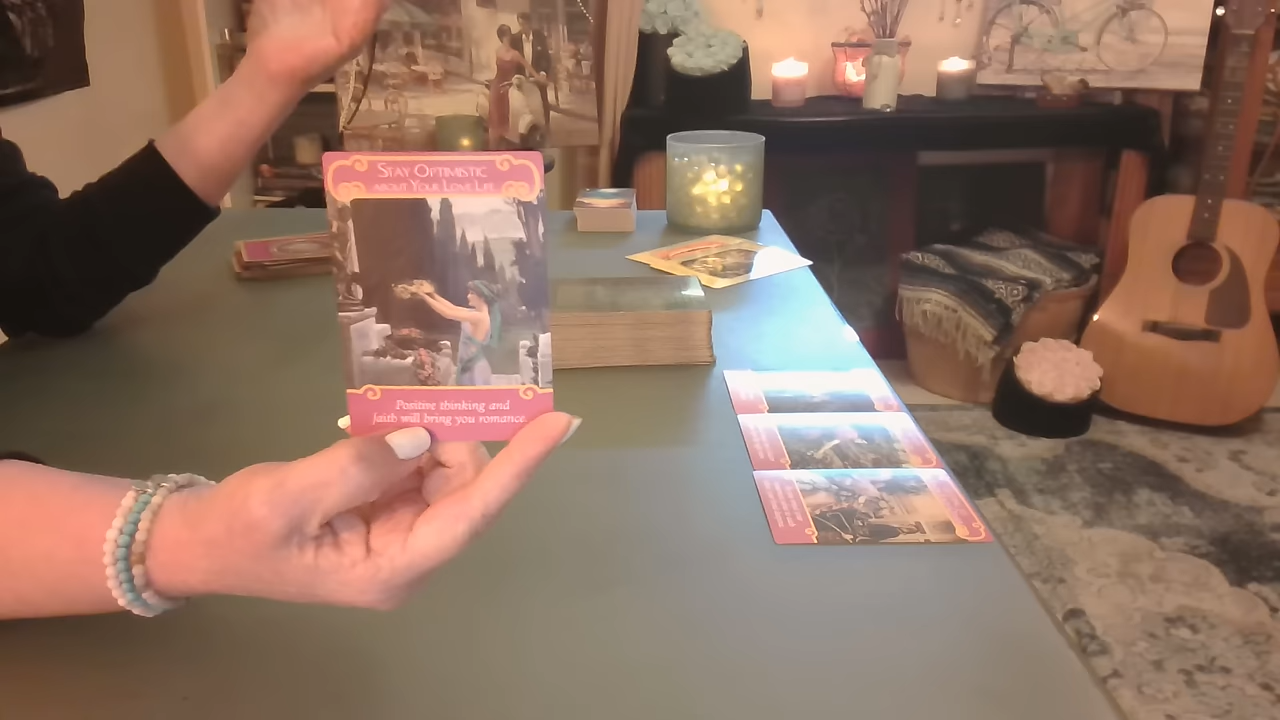 STAY OPTIMISTIC
ABOUT YOUR LOVE LIFE
Positive thinking and
faith will bring you romance.